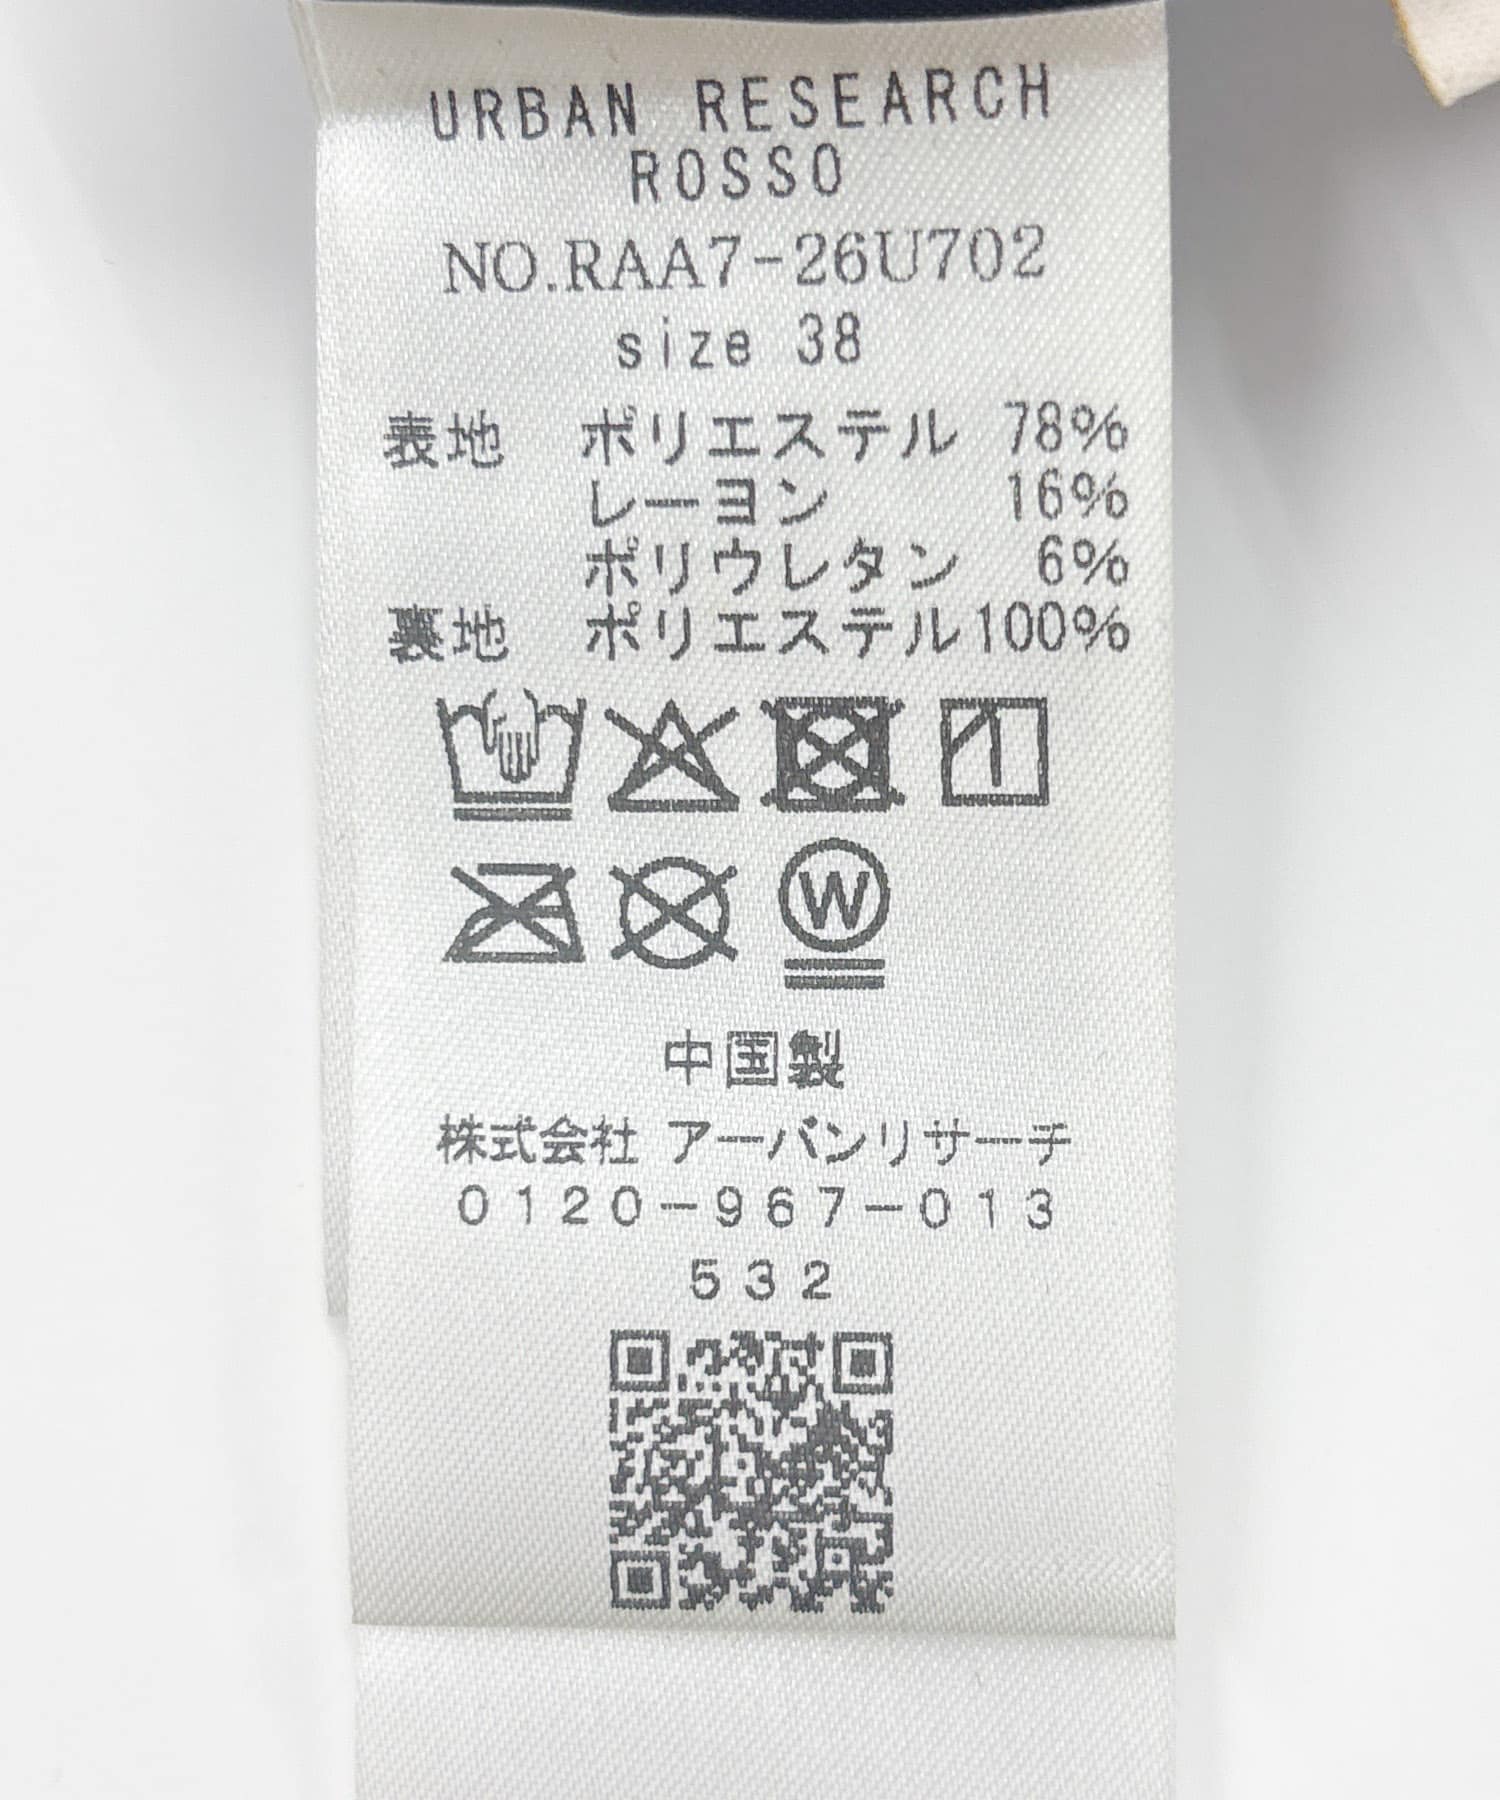 URBAN RESEARCH
ROSSO
NO.RAA7-26U702
size 38
表地 ポリエステル 78%
レーヨン 16%
ポリウレタン 6%
裏地 ポリエステル100%
W
中国製
株式会社 アーバンリサーチ
0120-967-013
532